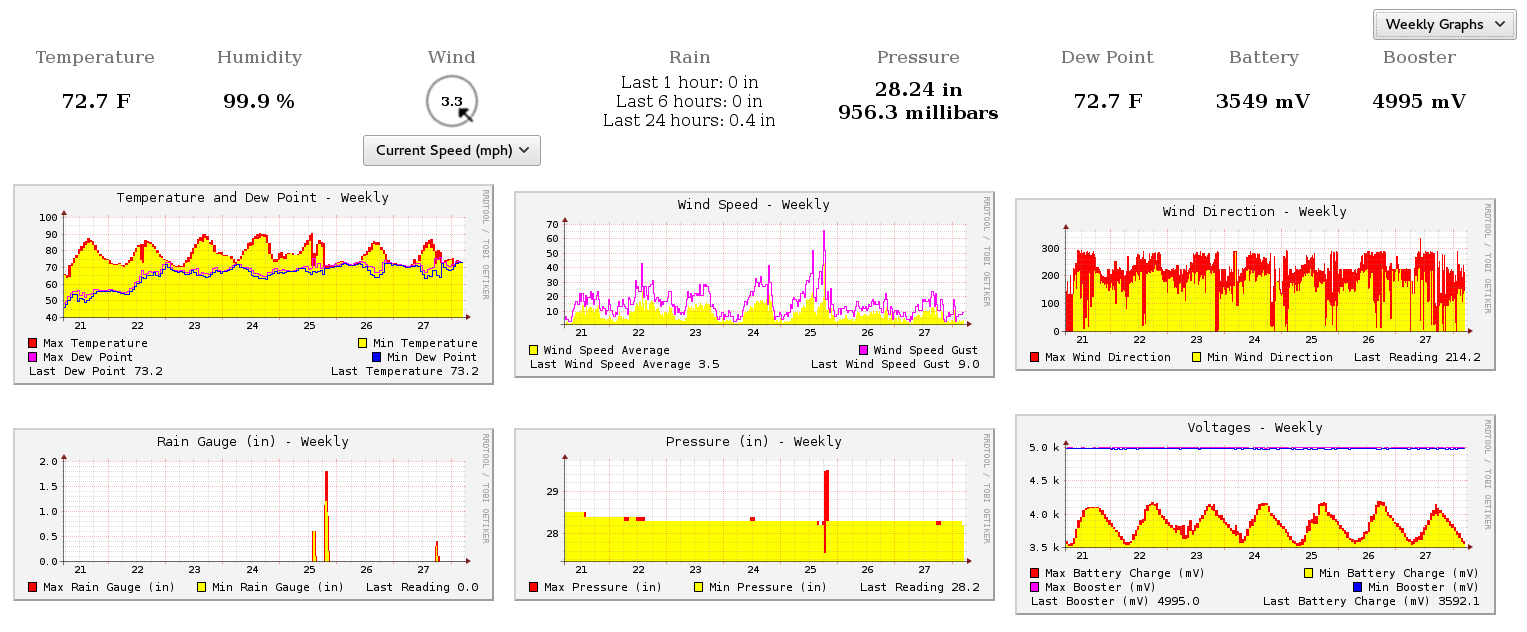 Weekly Graphs
Temperature Humidity Wind Rain Pressure Dew Point Battery Booster
72.7 F 99.9 % 3.3 Last 1 hour: 0 in 28.24 in 72.7 F 3549 mV 4995 mV
Last 6 hours: 0 in
Last 24 hours: 0.4 in 956.3 millibars
Current Speed (mph)
Temperature and Dew Point - Weekly
RRDTOOL / TOBI OETIKER
100
90
80
70
60
50
40
21 22 23 24 25 26 27
Max Temperature Min Temperature
Max Dew Point Min Dew Point
Last Dew Point 73.2 Last Temperature 73.2
Wind Speed - Weekly
RRDTOOL / TOBI OETIKER
70
60
50
40
30
20
10
21 22 23 24 25 26 27
Wind Speed Average Wind Speed Gust
Last Wind Speed Average 3.5 Last Wind Speed Gust 9.0
Wind Direction - Weekly
RRDTOOL / TOBI OETIKER
300
200
100
0
21 22 23 24 25 26 27
Max Wind Direction Min Wind Direction Last Reading 214.2
Rain Gauge (in) - Weekly
RRDTOOL / TOBI OETIKER
2.0
1.5
1.0
0.5
0.0
21 22 23 24 25 26 27
Max Rain Gauge (in) Min Rain Gauge (in) Last Reading 0.0
Pressure (in) - Weekly
RRDTOOL / TOBI OETIKER
29
28
21 22 23 24 25 26 27
Max Pressure (in) Min Pressure (in) Last Reading 28.2
Voltages - Weekly
RRDTOOL / TOBI OETIKER
5.0 k
4.5 k
4.0 k
3.5 k
21 22 23 24 25 26 27
Max Battery Charge (mV) Min Battery Charge (mV)
Max Booster (mV) Min Booster (mV)
Last Booster (mV) 4995.0 Last Battery Charge (mV) 3592.1